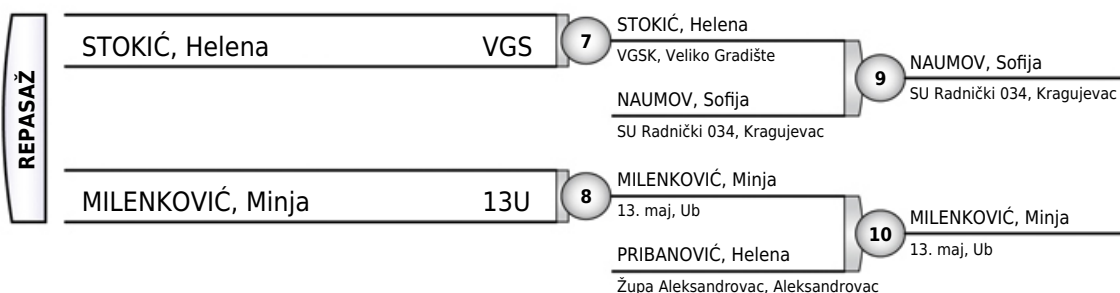 REPASAŽ
STOKIĆ, Helena VGS
7
STOKIĆ, Helena
VGSK, Veliko Gradište
NAUMOV, Sofija
SU Radnički 034, Kragujevac
9
NAUMOV, Sofija
SU Radnički 034, Kragujevac
MILENKOVIĆ, Minja 13U
8
MILENKOVIĆ, Minja
13. maj, Ub
PRIBANOVIĆ, Helena
Župa Aleksandrovac, Aleksandrovac
10
MILENKOVIĆ, Minja
13. maj, Ub